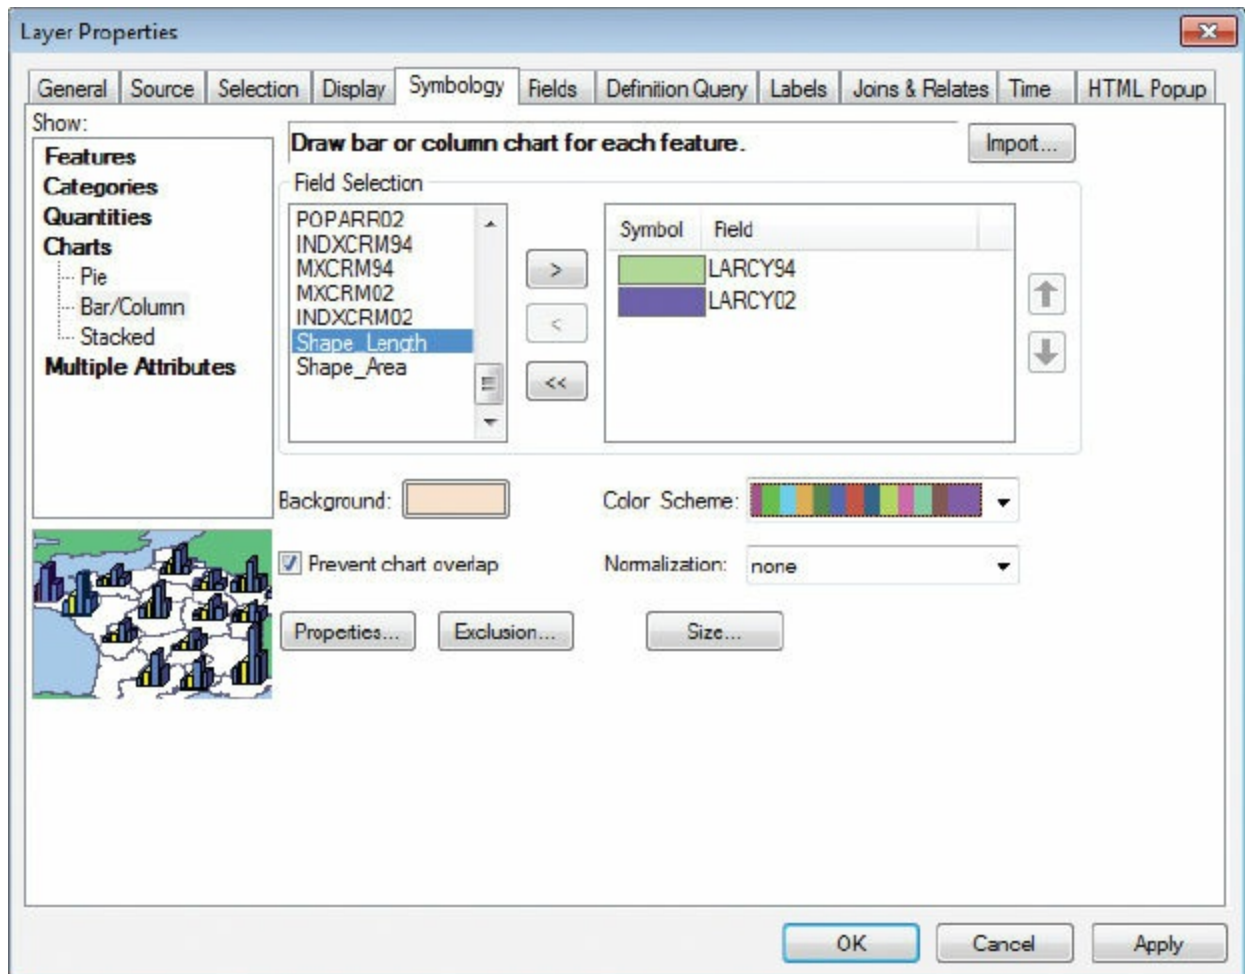 Layer Properties
General Source Selection Display Symbology Fields Definition Query Labels Joins & Relates Time HTML Popup
Show:
Features
Categories
Quantities
Charts
Pie
Bar/Column
Stacked
Multiple Attributes
Draw bar or column chart for each feature.
Import...
Field Selection
POPARR02
INDXCRM94
MXCRM94
MXCRM02
INDXCRM02
Shape_Length
Shape_Area
>
<
<<
Symbol Field
LARCY94
LARCY02
Background:
Color Scheme:
Prevent chart overlap
Normalization: none
Properties... Exclusion... Size...
OK Cancel Apply